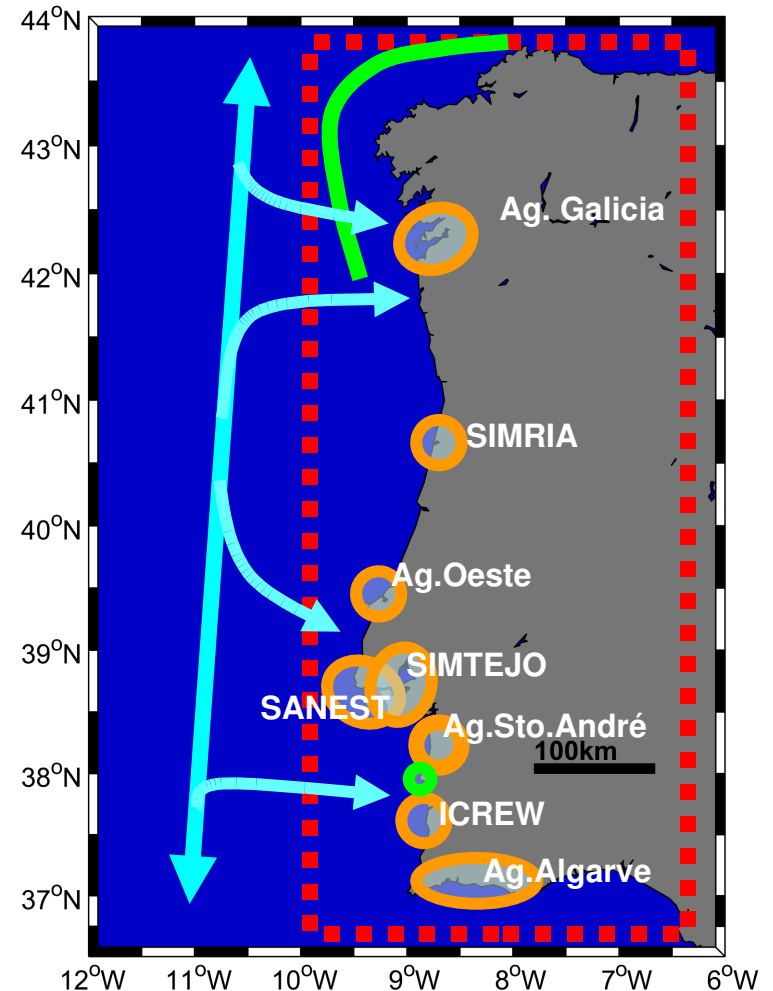 44°N
43°N
Ag. Galicia
42°N
41°N
SIMRIA
40°N
Ag.Oeste
39°N
SIMTEJO
SANEST
Ag.Sto.André
100km
38°N
ICREW
Ag.Algarve
37°N
12°W 11°W 10°W 9°W 8°W 7°W 6°W